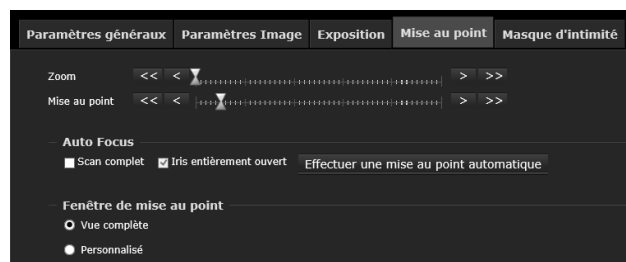 Paramètres généraux Paramètres Image Exposition Mise au point Masque d'intimité
Zoom << < > >>
Mise au point << < > >>
Auto Focus
Scan complet Iris entièrement ouvert Effectuer une mise au point automatique
Fenêtre de mise au point
Vue complète
Personnalisé